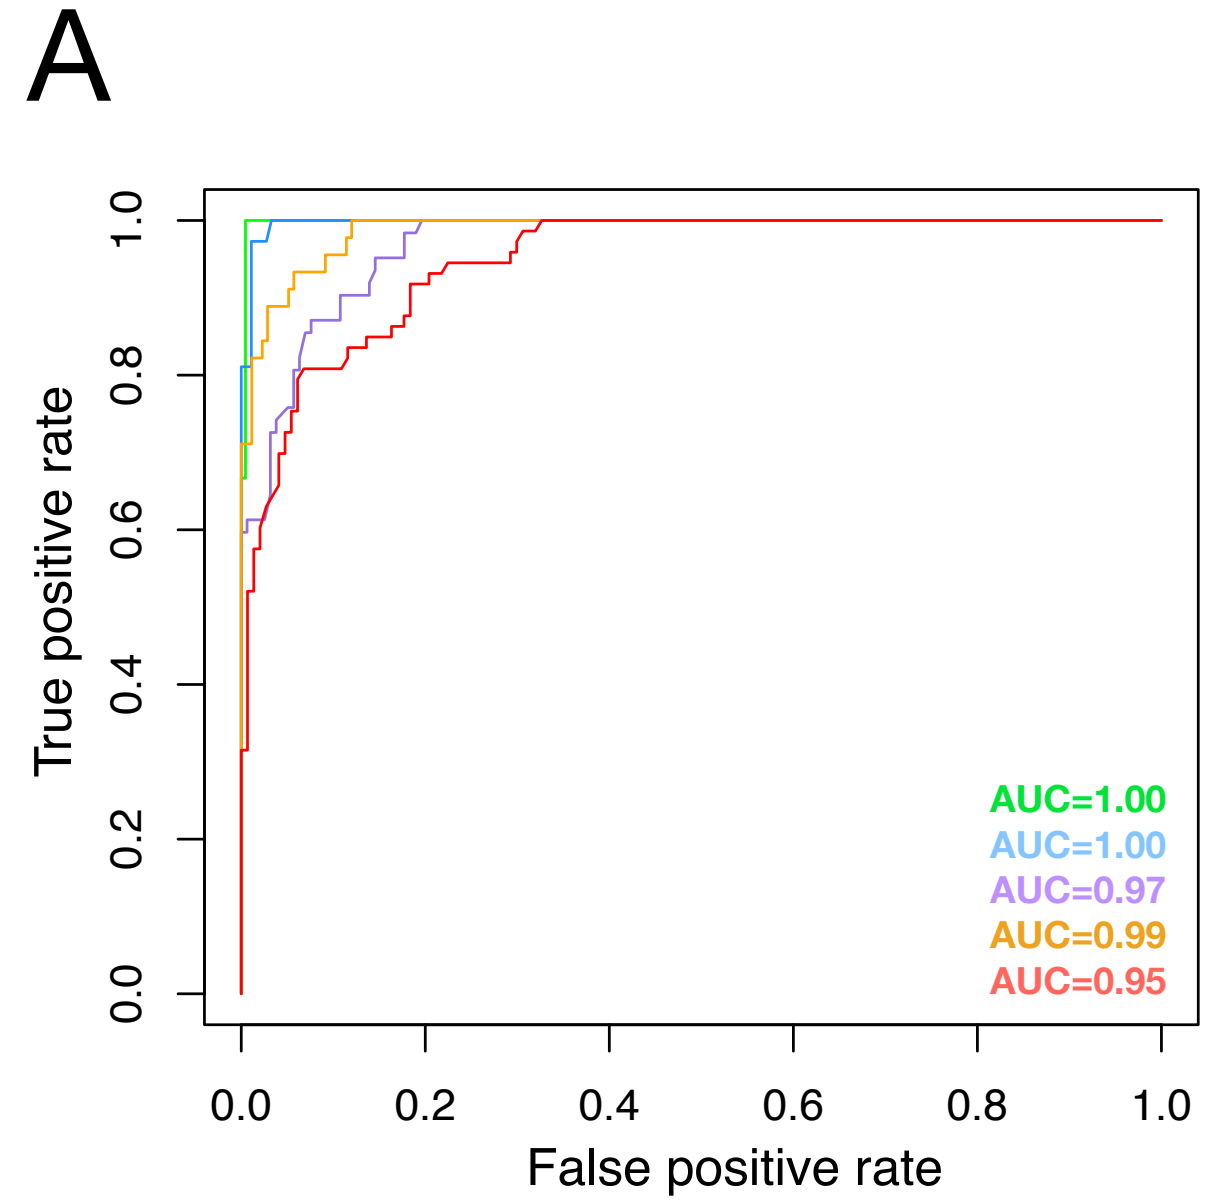 A
True positive rate
1.0
0.8
0.6
0.4
0.2
0.0
AUC=1.00
AUC=1.00
AUC=0.97
AUC=0.99
AUC=0.95
0.0 0.2 0.4 0.6 0.8 1.0
False positive rate